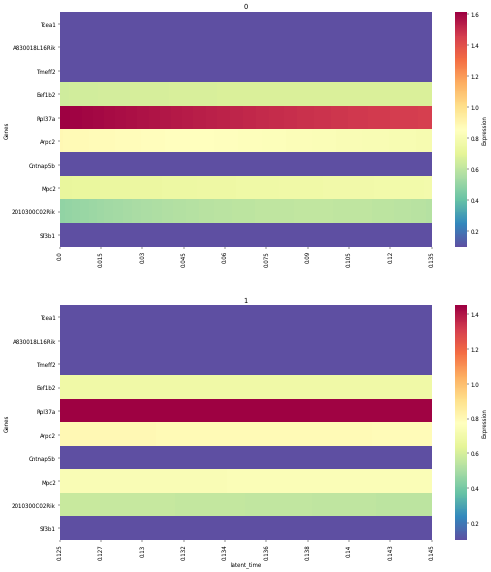 0
Tcea1
A830018L16Rik
Tmeff2
Eef1b2
Rpl37a
Arpc2
Cntnap5b
Mpc2
2010300C02Rik
Sf3b1
Genes
0.0 0.015 0.03 0.045 0.06 0.075 0.09 0.105 0.12 0.135
1.6
1.4
1.2
1.0
0.8
0.6
0.4
0.2
Expression
1
Tcea1
A830018L16Rik
Tmeff2
Eef1b2
Rpl37a
Arpc2
Cntnap5b
Mpc2
2010300C02Rik
Sf3b1
Genes
0.125 0.127 0.13 0.132 0.134 0.136 0.138 0.14 0.143 0.145
latent_time
1.4
1.2
1.0
0.8
0.6
0.4
0.2
Expression